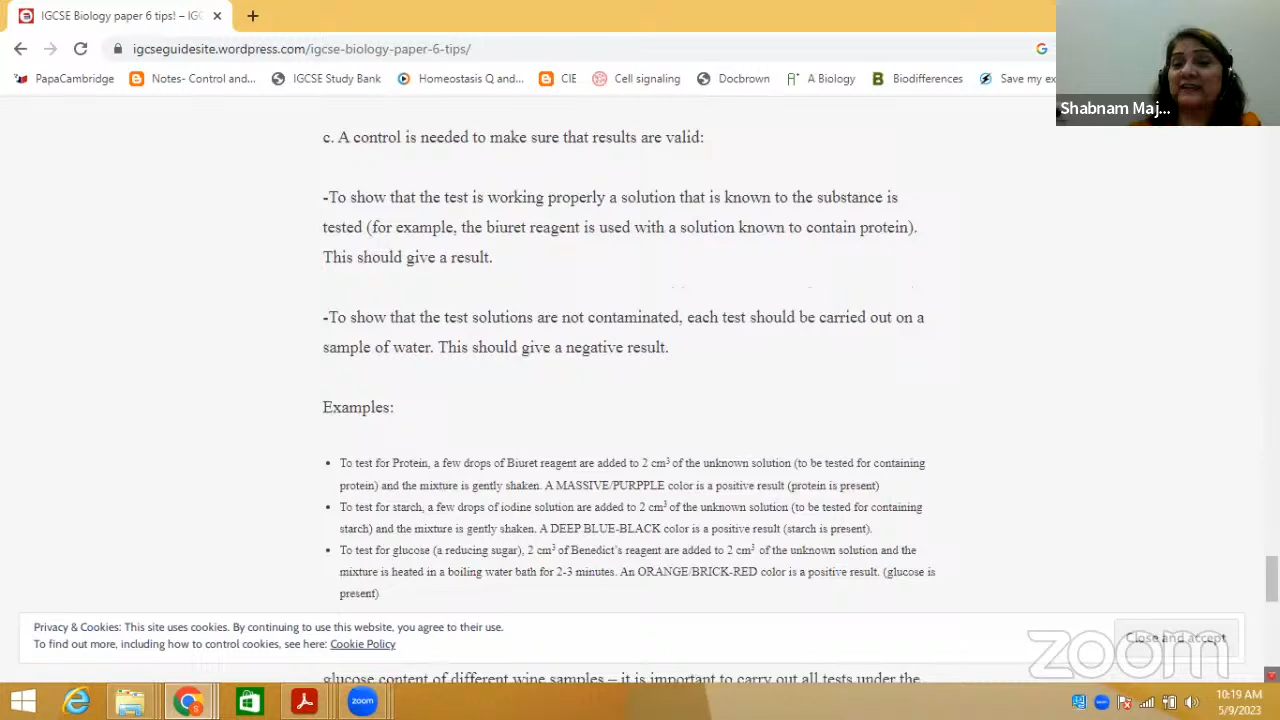 IGCSE Biology paper 6 tips! – IGC
igcseguidesite.wordpress.com/igcse-biology-paper-6-tips/
PapaCambridge Notes- Control and... IGCSE Study Bank Homeostasis Q and... CIE Cell signaling Docbrown A Biology Biodifferences Save my ex
Shabnam Maj...
c. A control is needed to make sure that results are valid:
-To show that the test is working properly a solution that is known to the substance is
tested (for example, the biuret reagent is used with a solution known to contain protein).
This should give a result.
-To show that the test solutions are not contaminated, each test should be carried out on a
sample of water. This should give a negative result.
Examples:
• To test for Protein, a few drops of Biuret reagent are added to 2 cm³ of the unknown solution (to be tested for containing
protein) and the mixture is gently shaken. A MASSIVE/PURPPLE color is a positive result (protein is present)
• To test for starch, a few drops of iodine solution are added to 2 cm³ of the unknown solution (to be tested for containing
starch) and the mixture is gently shaken. A DEEP BLUE-BLACK color is a positive result (starch is present).
• To test for glucose (a reducing sugar), 2 cm³ of Benedict's reagent are added to 2 cm³ of the unknown solution and the
mixture is heated in a boiling water bath for 2-3 minutes. An ORANGE/BRICK-RED color is a positive result. (glucose is
present)
Privacy & Cookies: This site uses cookies. By continuing to use this website, you agree to their use.
To find out more, including how to control cookies, see here: Cookie Policy
Close and accept
zoom
glucose content of different wine samples – it is important to carry out all tests under the
zoom
10:19 AM
5/9/2023